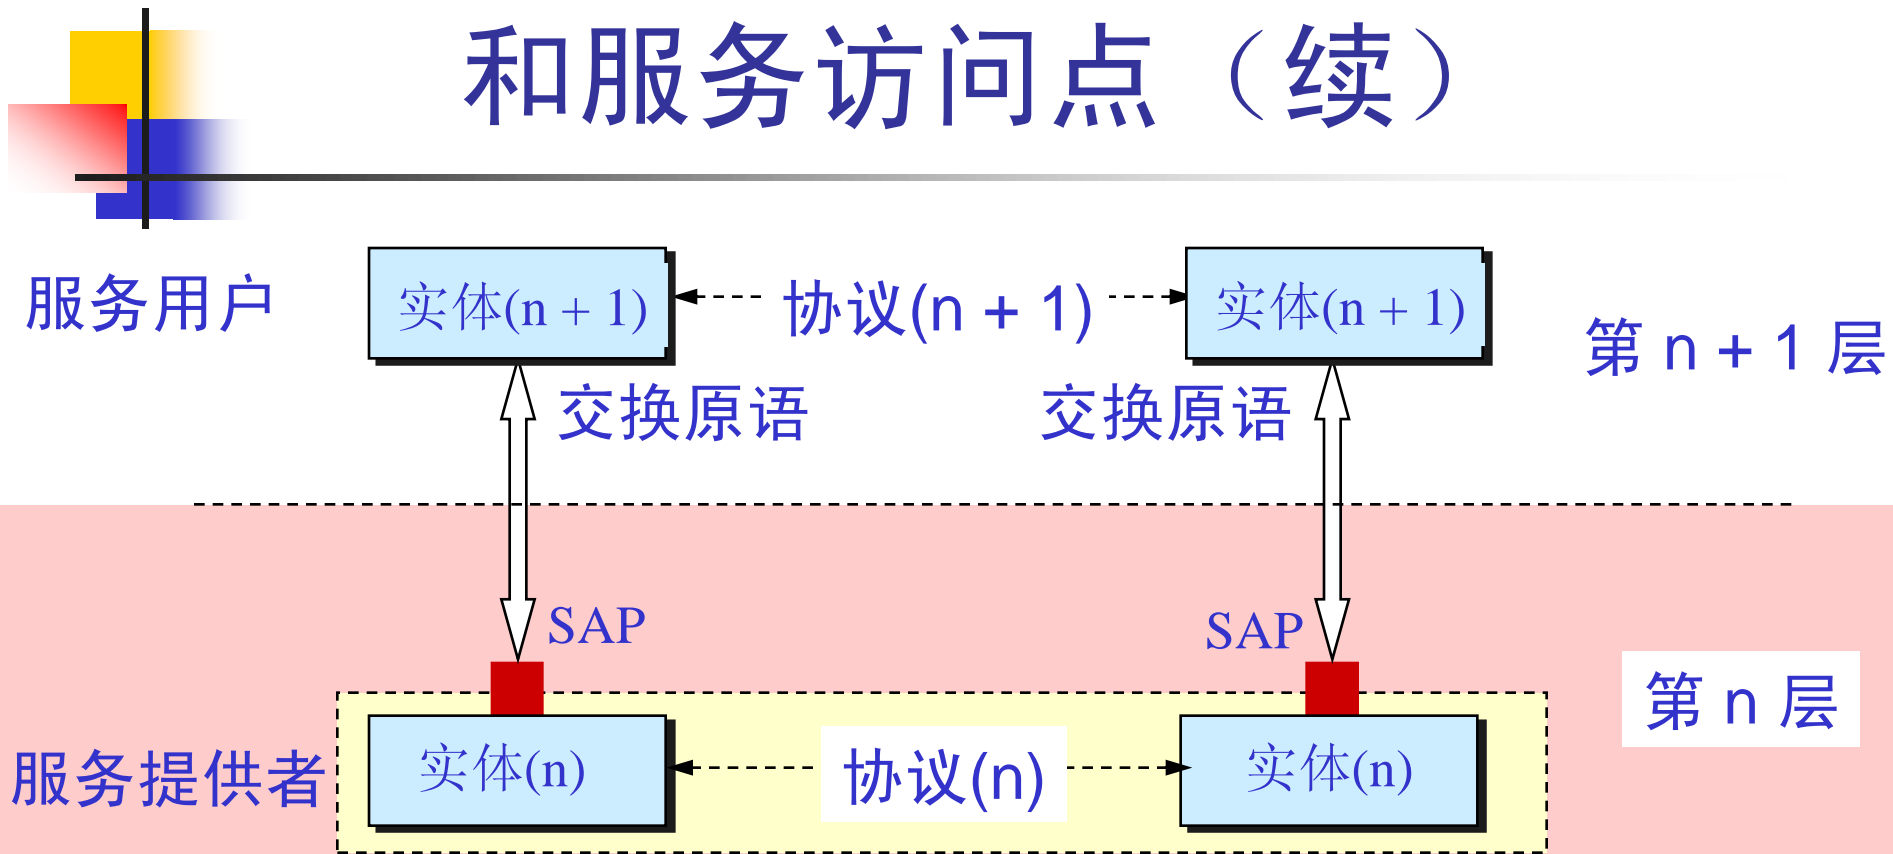 和服务访问点（续）
服务用户
实体(n + 1)
协议(n + 1)
实体(n + 1)
第 n + 1 层
交换原语
交换原语
SAP
SAP
第 n 层
服务提供者
实体(n)
协议(n)
实体(n)